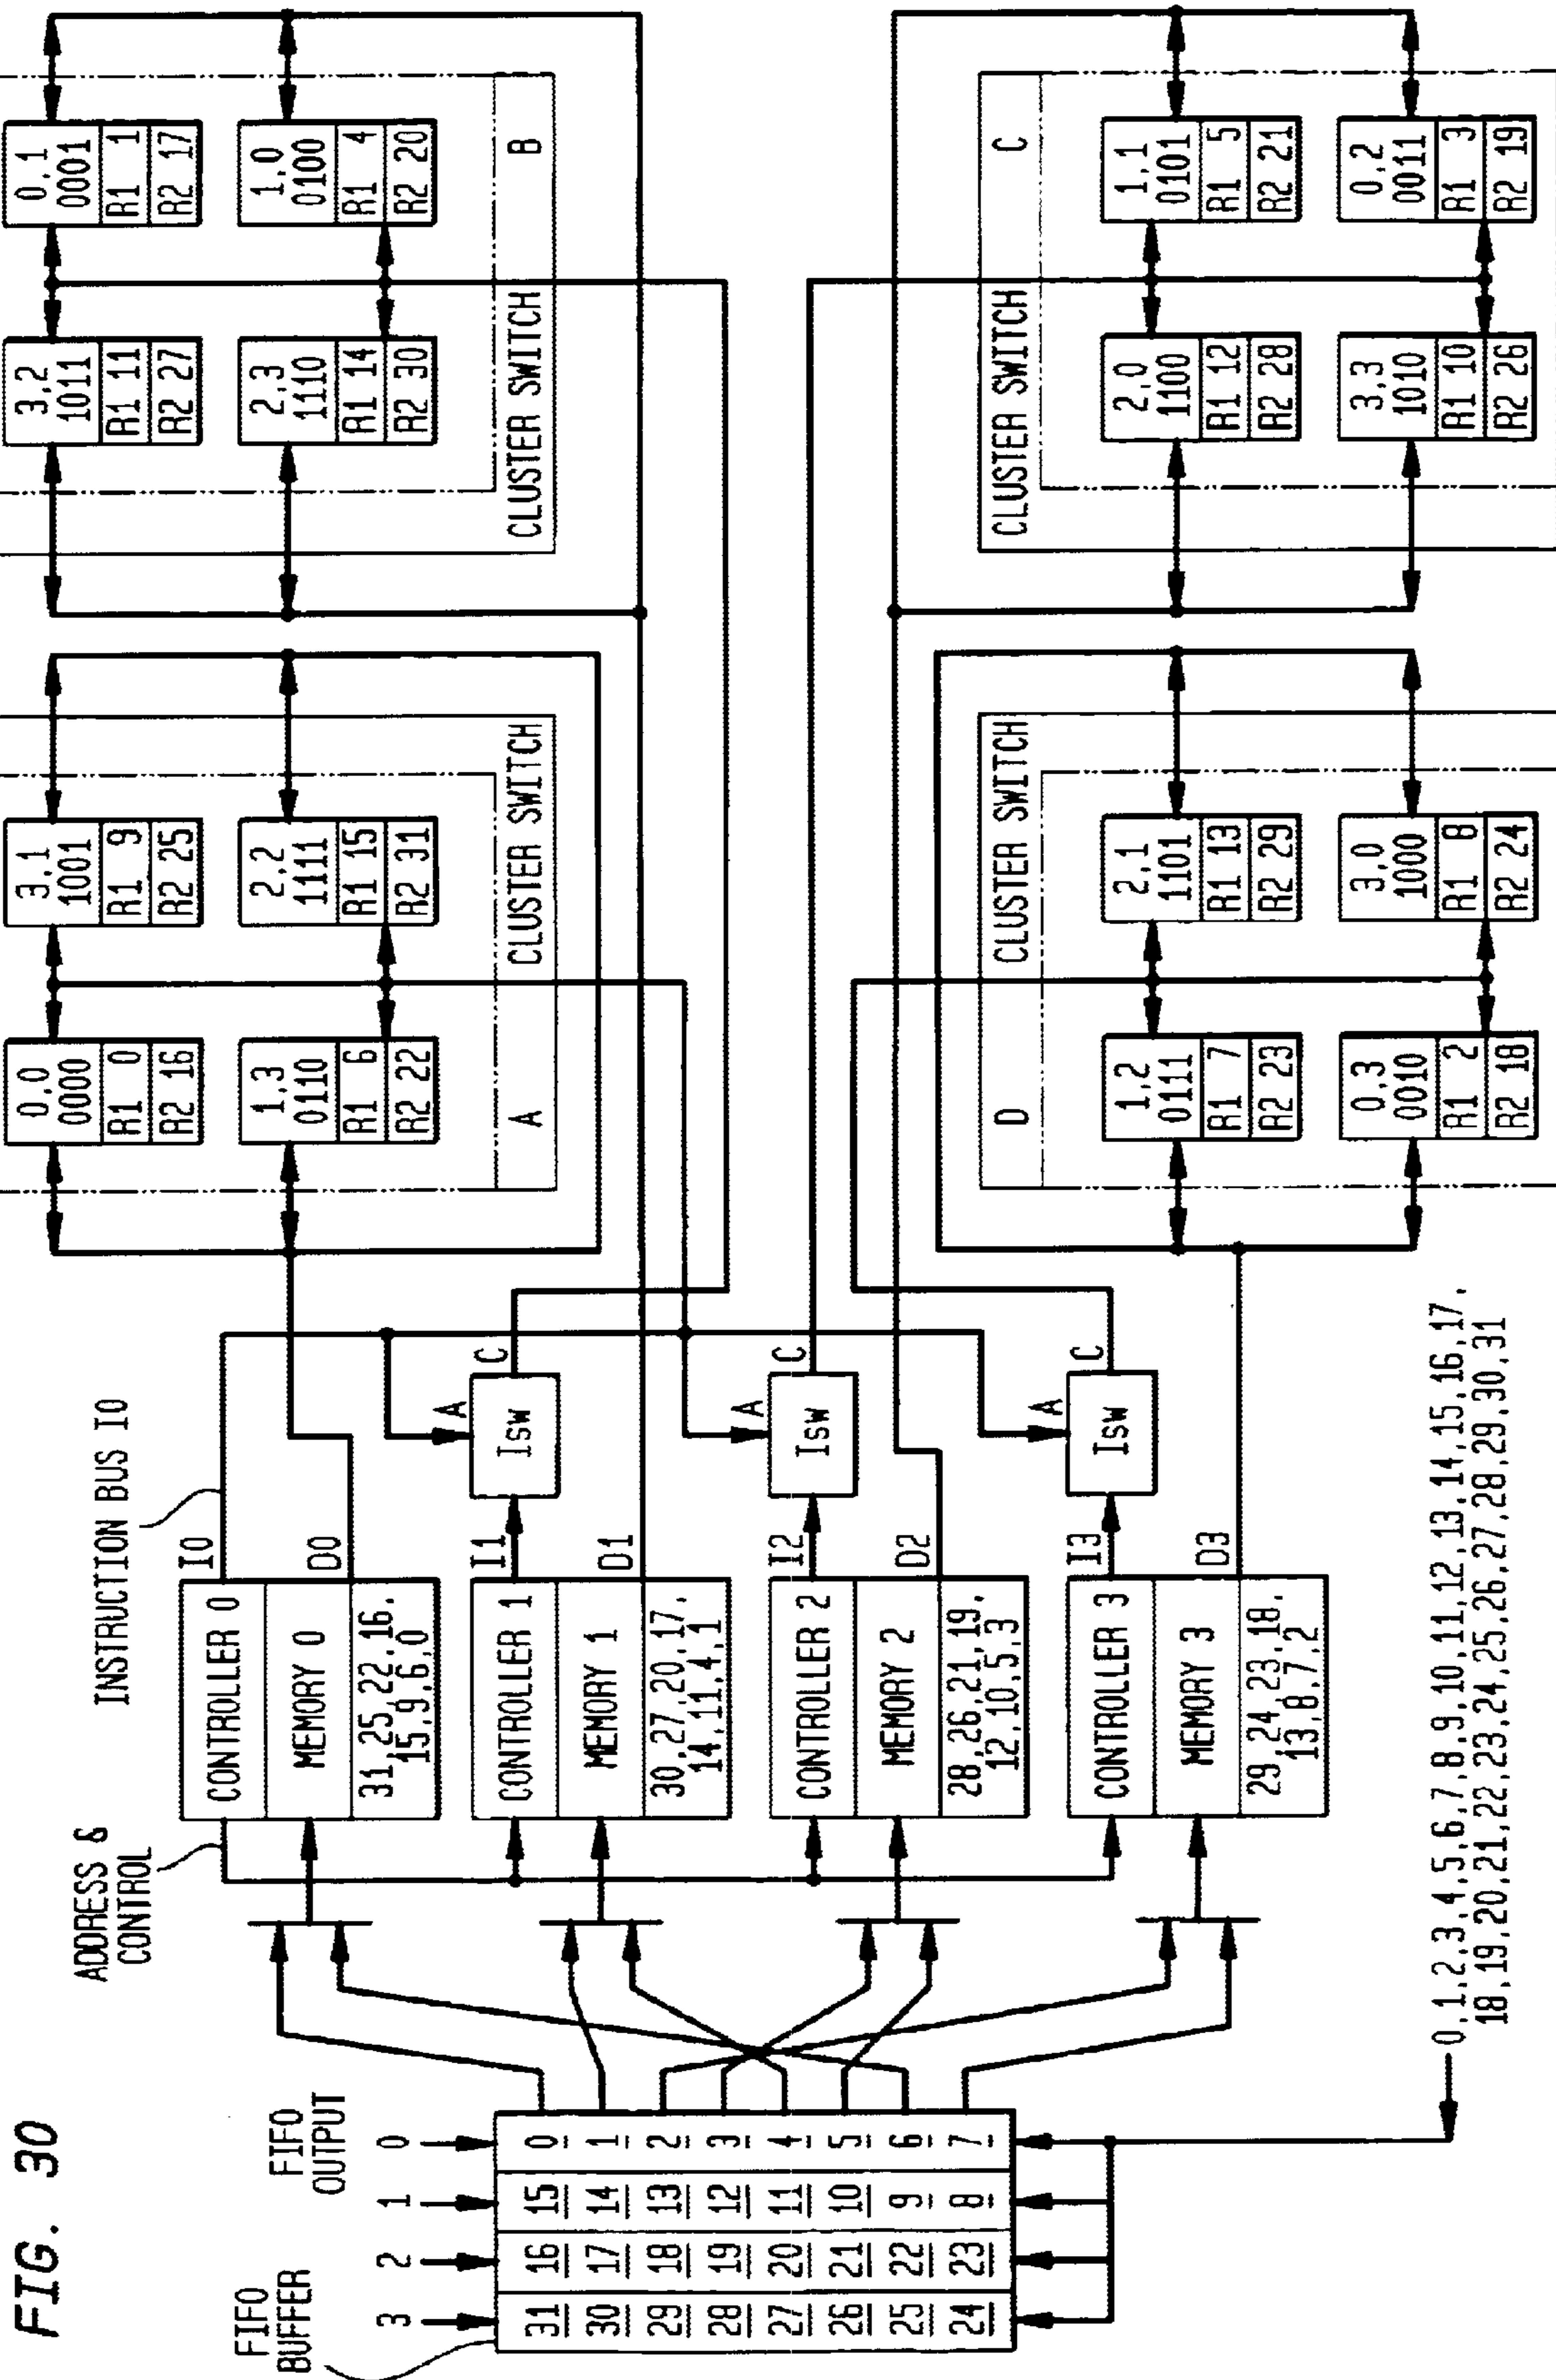 FIG. 30
FIFO
BUFFER
FIFO
OUTPUT
3
2
1
0
31
16
15
0
30
17
14
1
29
18
13
2
28
19
12
3
27
20
11
4
26
21
10
5
25
22
9
6
24
23
8
7
0,1,2,3,4,5,6,7,8,9,10,11,12,13,14,15,16,17,
18,19,20,21,22,23,24,25,26,27,28,29,30,31
ADDRESS &
CONTROL
INSTRUCTION BUS I0
CONTROLLER 0
I0
MEMORY 0
D0
31,25,22,16,
15,9,6,0
CONTROLLER 1
I1
MEMORY 1
D1
30,27,20,17,
14,11,4,1
CONTROLLER 2
I2
MEMORY 2
D2
28,26,21,19,
12,10,5,3
CONTROLLER 3
I3
MEMORY 3
D3
29,24,23,18,
13,8,7,2
A
Isw
C
A
Isw
C
A
Isw
C
0,0
0000
R1 0
R2 16
3,1
1001
R1 9
R2 25
1,3
0110
R1 6
R2 22
2,2
1111
R1 15
R2 31
A
CLUSTER SWITCH
3,2
1011
R1 11
R2 27
0,1
0001
R1 1
R2 17
2,3
1110
R1 14
R2 30
1,0
0100
R1 4
R2 20
CLUSTER SWITCH
B
D
CLUSTER SWITCH
1,2
0111
R1 7
R2 23
2,1
1101
R1 13
R2 29
0,3
0010
R1 2
R2 18
3,0
1000
R1 8
R2 24
CLUSTER SWITCH
C
2,0
1100
R1 12
R2 28
1,1
0101
R1 5
R2 21
3,3
1010
R1 10
R2 26
0,2
0011
R1 3
R2 19